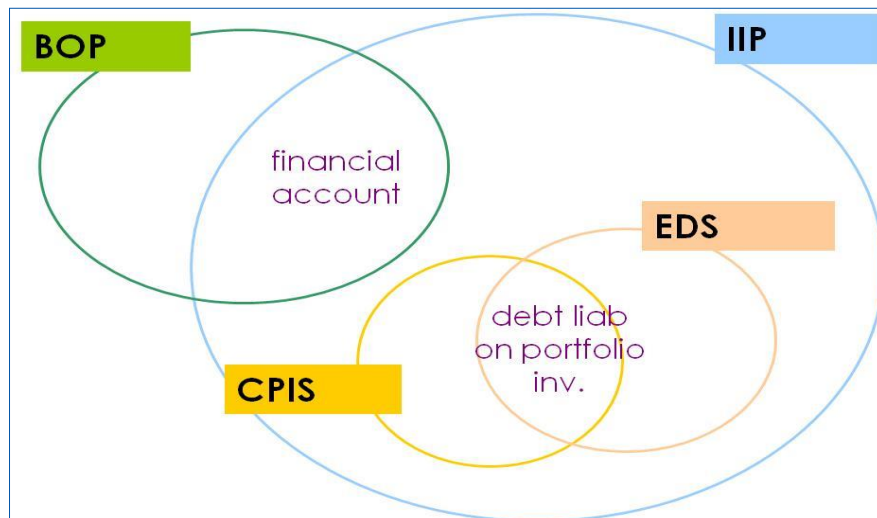 BOP
IIP
financial
account
EDS
debt liab
on portfolio
inv.
CPIS